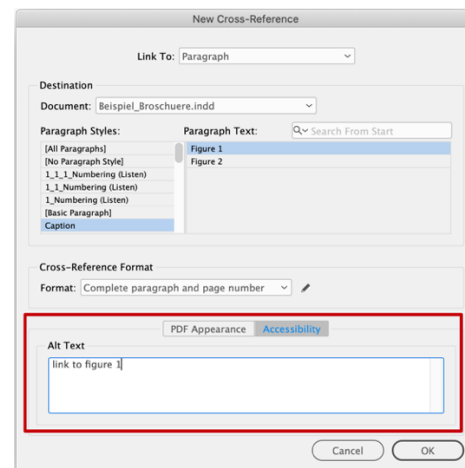 New Cross-Reference
Link To: Paragraph
Destination
Document: Beispiel_Broschuere.indd
Paragraph Styles: Paragraph Text: Search From Start
[All Paragraphs] Figure 1
[No Paragraph Style] Figure 2
1_1_1_Numbering (Listen)
1_1_Numbering (Listen)
1_Numbering (Listen)
[Basic Paragraph]
Caption
Cross-Reference Format
Format: Complete paragraph and page number
PDF Appearance Accessibility
Alt Text
link to figure 1
Cancel OK